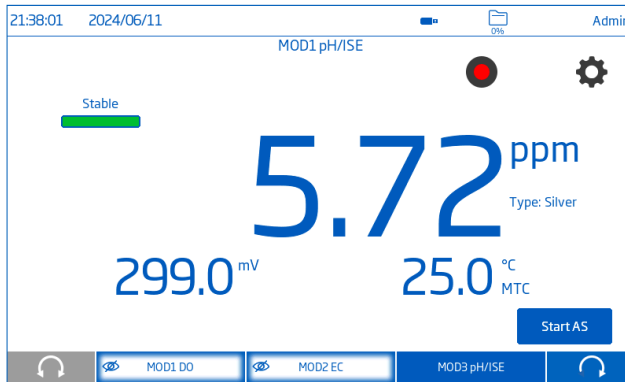 21:38:01 2024/06/11 0% Admin
MOD1 pH/ISE
Stable
5.72 ppm
Type: Silver
299.0 mV 25.0 °C
MTC
Start AS
MOD1 DO MOD2 EC MOD3 pH/ISE